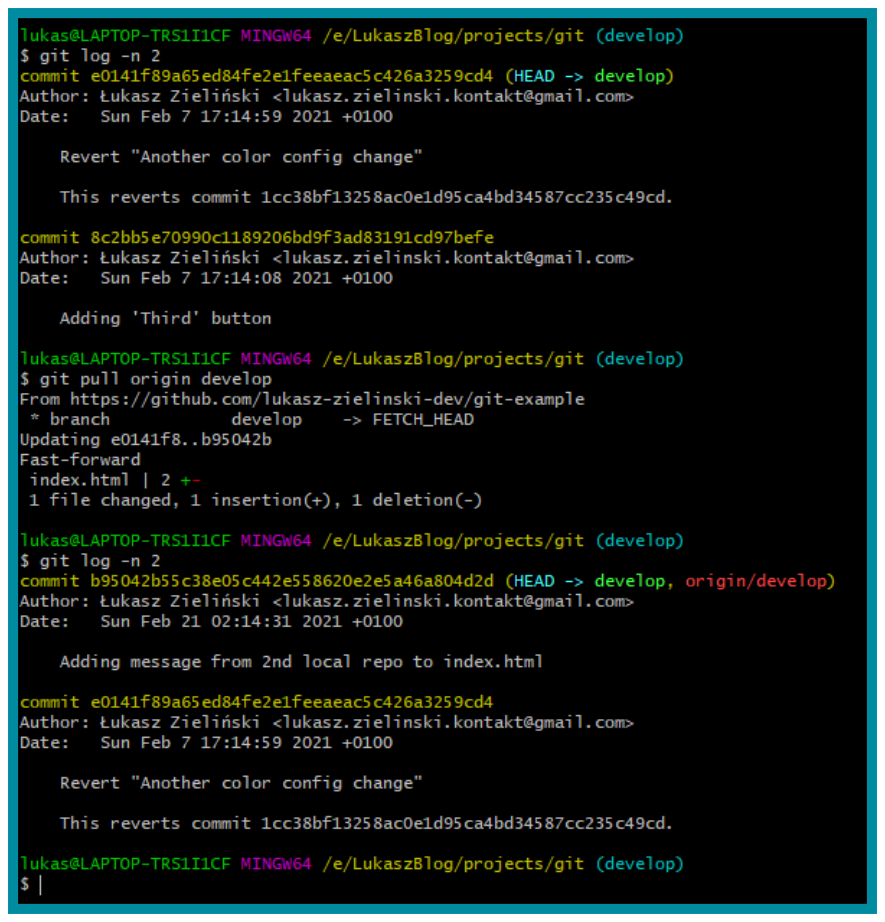 lukas@LAPTOP-TRS1I1CF MINGW64 /e/LukaszBlog/projects/git (develop)
$ git log -n 2
commit e0141f89a65ed84fe2e1feeaeac5c426a3259cd4 (HEAD -> develop)
Author: Łukasz Zieliński <lukasz.zielinski.kontakt@gmail.com>
Date:   Sun Feb 7 17:14:59 2021 +0100

    Revert "Another color config change"

    This reverts commit 1cc38bf13258ac0e1d95ca4bd34587cc235c49cd.

commit 8c2bb5e70990c1189206bd9f3ad83191cd97befe
Author: Łukasz Zieliński <lukasz.zielinski.kontakt@gmail.com>
Date:   Sun Feb 7 17:14:08 2021 +0100

    Adding 'Third' button

lukas@LAPTOP-TRS1I1CF MINGW64 /e/LukaszBlog/projects/git (develop)
$ git pull origin develop
From https://github.com/lukasz-zielinski-dev/git-example
 * branch            develop    -> FETCH_HEAD
Updating e0141f8..b95042b
Fast-forward
 index.html | 2 +-
 1 file changed, 1 insertion(+), 1 deletion(-)

lukas@LAPTOP-TRS1I1CF MINGW64 /e/LukaszBlog/projects/git (develop)
$ git log -n 2
commit b95042b55c38e05c442e558620e2e5a46a804d2d (HEAD -> develop, origin/develop)
Author: Łukasz Zieliński <lukasz.zielinski.kontakt@gmail.com>
Date:   Sun Feb 21 02:14:31 2021 +0100

    Adding message from 2nd local repo to index.html

commit e0141f89a65ed84fe2e1feeaeac5c426a3259cd4
Author: Łukasz Zieliński <lukasz.zielinski.kontakt@gmail.com>
Date:   Sun Feb 7 17:14:59 2021 +0100

    Revert "Another color config change"

    This reverts commit 1cc38bf13258ac0e1d95ca4bd34587cc235c49cd.

lukas@LAPTOP-TRS1I1CF MINGW64 /e/LukaszBlog/projects/git (develop)
$